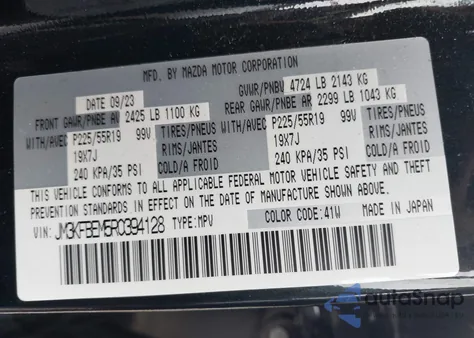 MFD. BY MAZDA MOTOR CORPORATION
DATE 09/23
GVWR/PNBV 4724 LB 2143 KG
FRONT GAWR/PNBE AV 2425 LB 1100 KG
REAR GAWR/PNBE AR 2299 LB 1043 KG
WITH/AVEC P225/55R19 99V TIRES/PNEUS
19X7J RIMS/JANTES
240 KPA/35 PSI COLD/A FROID
WITH/AVEC P225/55R19 99V TIRES/PNEUS
19X7J RIMS/JANTES
240 KPA/35 PSI COLD/A FROID
THIS VEHICLE CONFORMS TO ALL APPLICABLE FEDERAL MOTOR VEHICLE SAFETY AND THEFT
PREVENTION STANDARDS IN EFFECT ON THE DATE OF MANUFACTURE SHOWN ABOVE.
VIN: JM3KFBEM5R0394128 TYPE: MPV
COLOR CODE: 41W MADE IN JAPAN
autoSnap